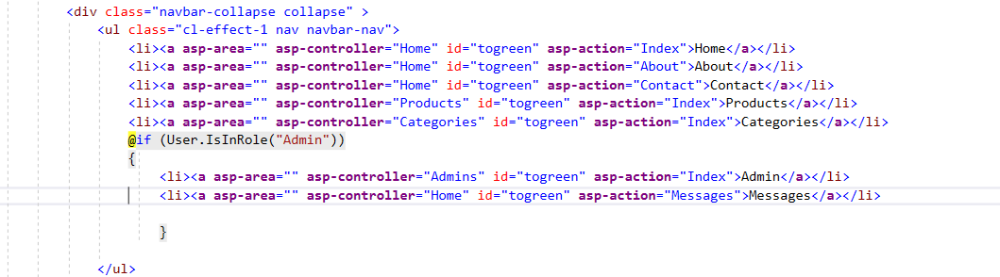 <div class="navbar-collapse collapse" >
<ul class="cl-effect-1 nav navbar-nav">
<li><a asp-area="" asp-controller="Home" id="togreen" asp-action="Index">Home</a></li>
<li><a asp-area="" asp-controller="Home" id="togreen" asp-action="About">About</a></li>
<li><a asp-area="" asp-controller="Home" id="togreen" asp-action="Contact">Contact</a></li>
<li><a asp-area="" asp-controller="Products" id="togreen" asp-action="Index">Products</a></li>
<li><a asp-area="" asp-controller="Categories" id="togreen" asp-action="Index">Categories</a></li>
@if (User.IsInRole("Admin"))
{
<li><a asp-area="" asp-controller="Admins" id="togreen" asp-action="Index">Admin</a></li>
<li><a asp-area="" asp-controller="Home" id="togreen" asp-action="Messages">Messages</a></li>
}
</ul>